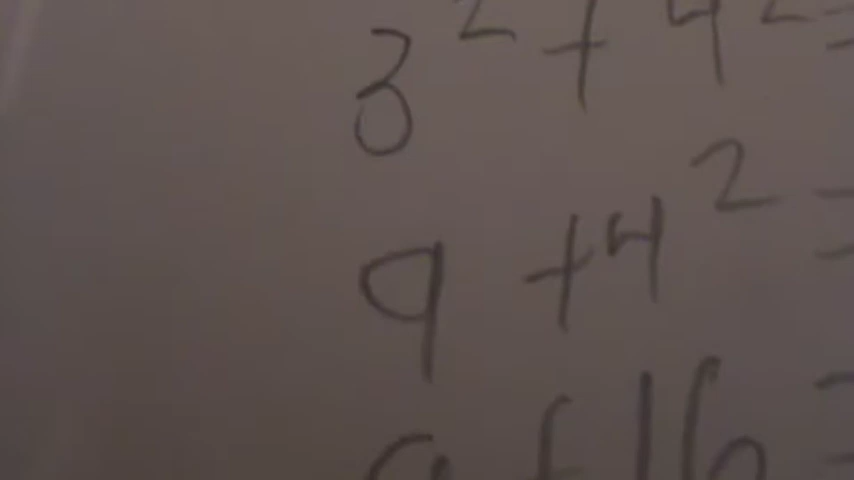 3² + 4² =
9 + 4² =
9 + 16 =